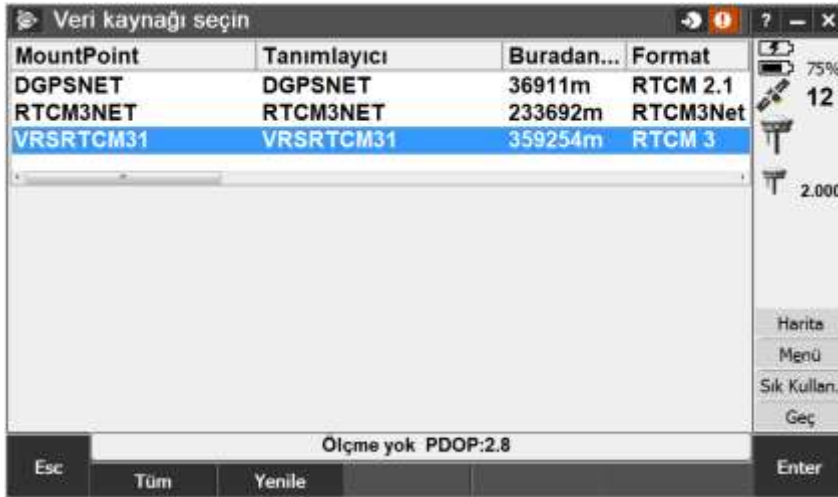 Veri kaynağı seçin ? – ×
MountPoint Tanımlayıcı Buradan... Format
DGPSNET DGPSNET 36911m RTCM 2.1
RTCM3NET RTCM3NET 233692m RTCM3Net
VRSRTCM31 VRSRTCM31 359254m RTCM 3
75%
12
2.000
Harita
Menü
Sık Kullan.
Geç
Ölçme yok PDOP:2.8
Esc Tüm Yenile Enter